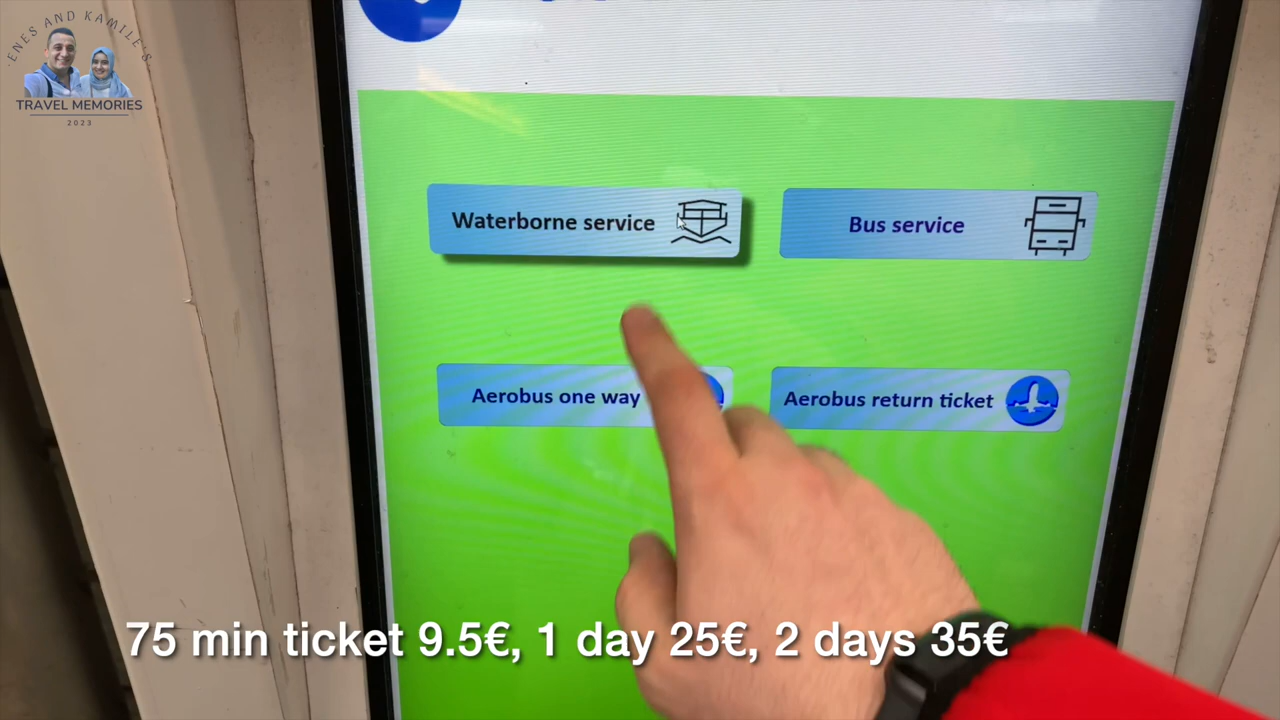 ENES AND KAMILE'S
TRAVEL MEMORIES
2023
Waterborne service
Bus service
Aerobus one way
Aerobus return ticket
75 min ticket 9.5€, 1 day 25€, 2 days 35€